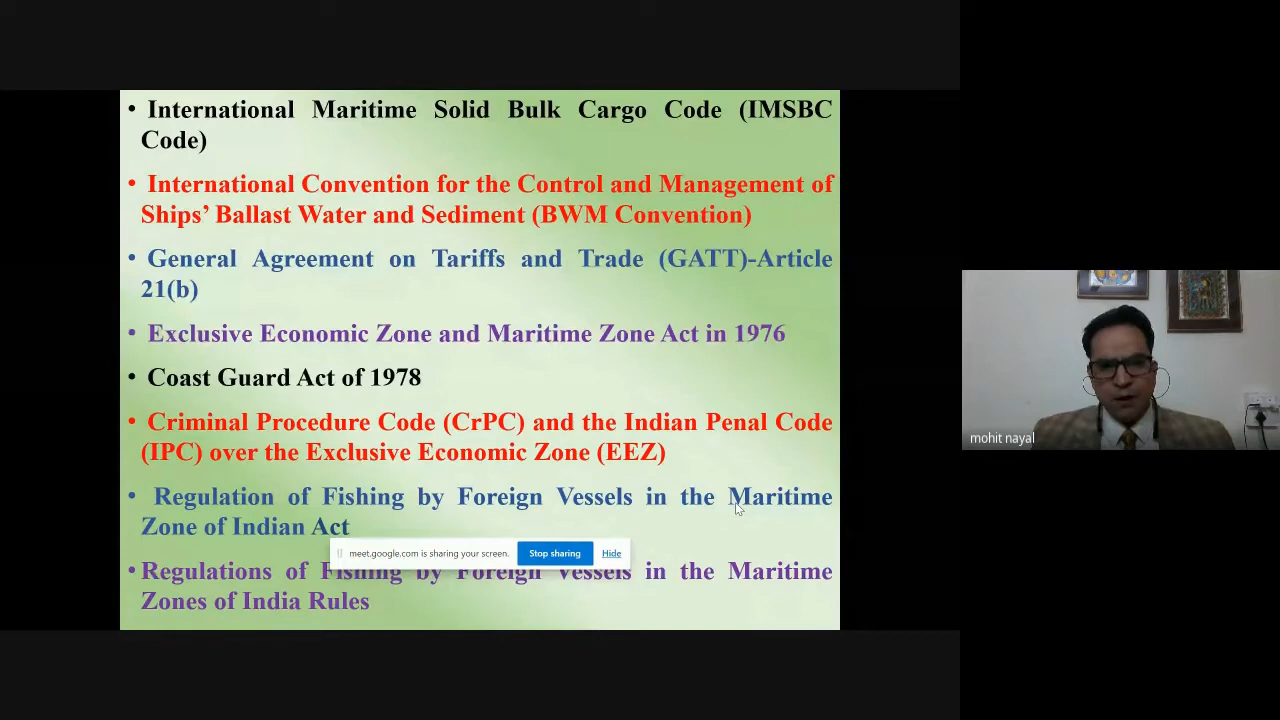 • International Maritime Solid Bulk Cargo Code (IMSBC
Code)
• International Convention for the Control and Management of
Ships’ Ballast Water and Sediment (BWM Convention)
• General Agreement on Tariffs and Trade (GATT)-Article
21(b)
• Exclusive Economic Zone and Maritime Zone Act in 1976
• Coast Guard Act of 1978
• Criminal Procedure Code (CrPC) and the Indian Penal Code
(IPC) over the Exclusive Economic Zone (EEZ)
• Regulation of Fishing by Foreign Vessels in the Maritime
Zone of Indian Act
meet.google.com is sharing your screen. Stop sharing Hide
• Regulations of Fishing by Foreign Vessels in the Maritime
Zones of India Rules
mohit nayal